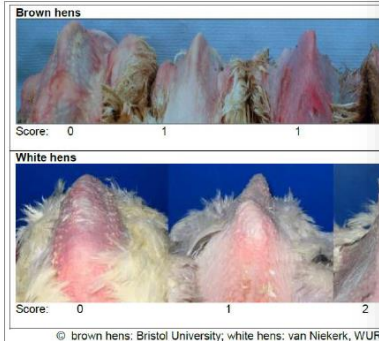 Brown hens
Score: 0 1 1
White hens
0 1 2
© brown hens: Bristol University; white hens: van Niekerk, WUR